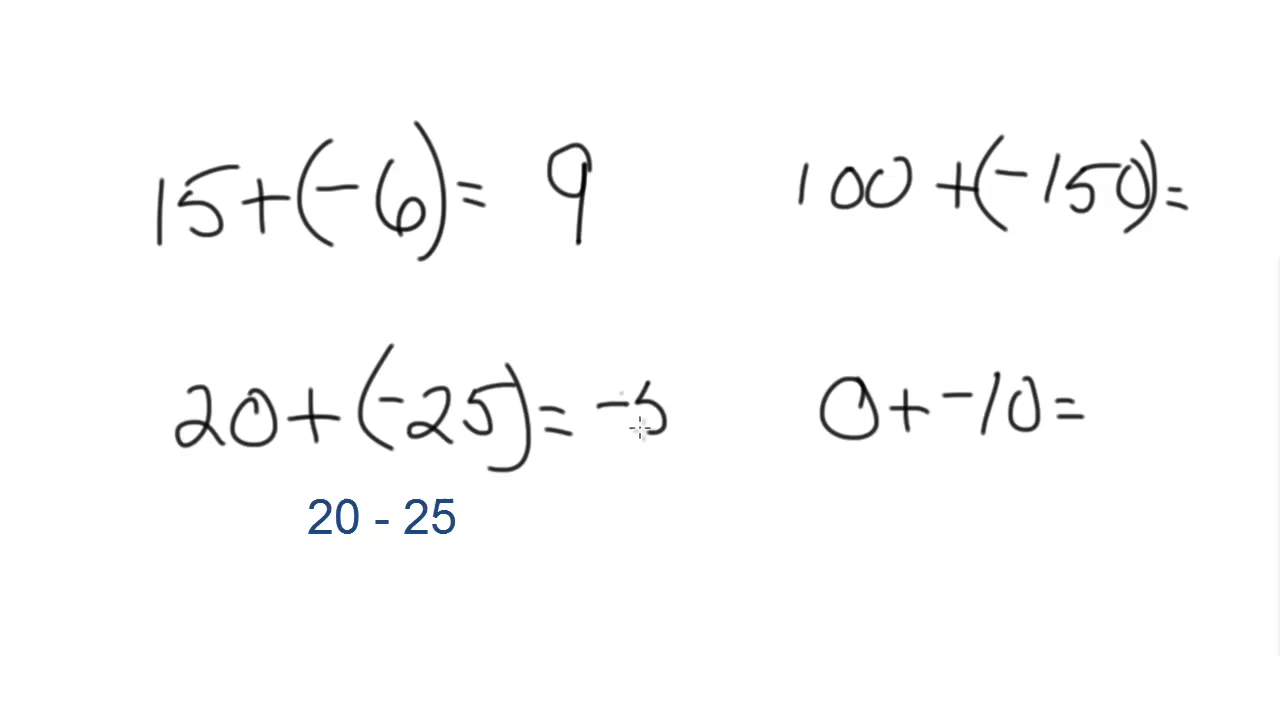 15+(-6)= 9
100+(-150)=
20+(-25)= -5
0+-10=
20 - 25